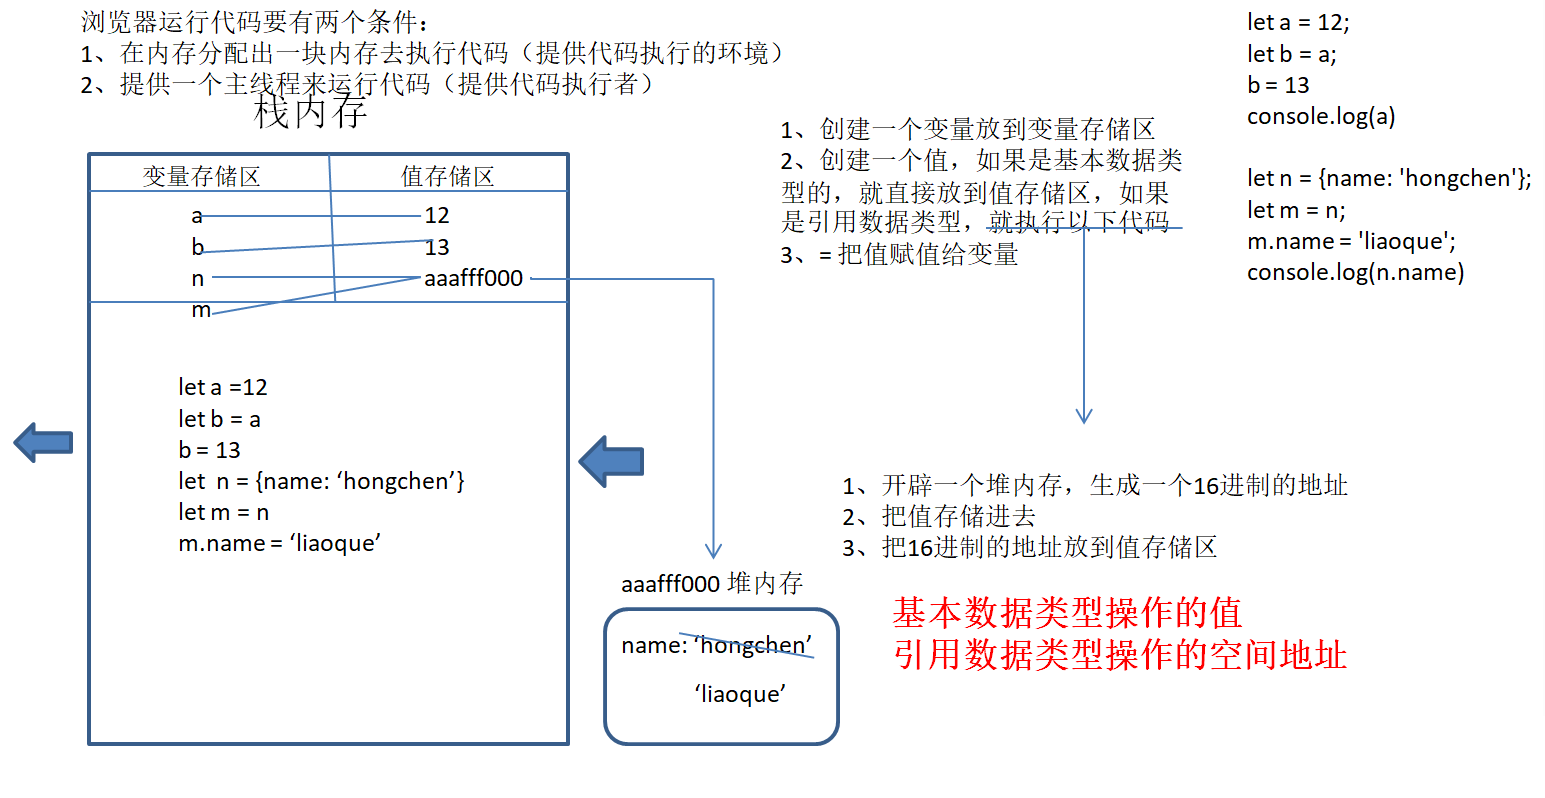 浏览器运行代码要有两个条件：
1、在内存分配出一块内存去执行代码（提供代码执行的环境）
2、提供一个主线程来运行代码（提供代码执行者）
栈内存
变量存储区 值存储区
a 12
b 13
n aaafff000
m
let a =12
let b = a
b = 13
let n = {name: ‘hongchen’}
let m = n
m.name = ‘liaoque’
aaafff000 堆内存
name: ‘hongchen’
‘liaoque’
1、创建一个变量放到变量存储区
2、创建一个值，如果是基本数据类
型的，就直接放到值存储区，如果
是引用数据类型，就执行以下代码
3、= 把值赋值给变量
1、开辟一个堆内存，生成一个16进制的地址
2、把值存储进去
3、把16进制的地址放到值存储区
基本数据类型操作的值
引用数据类型操作的空间地址
let a = 12;
let b = a;
b = 13
console.log(a)
let n = {name: 'hongchen'};
let m = n;
m.name = 'liaoque';
console.log(n.name)